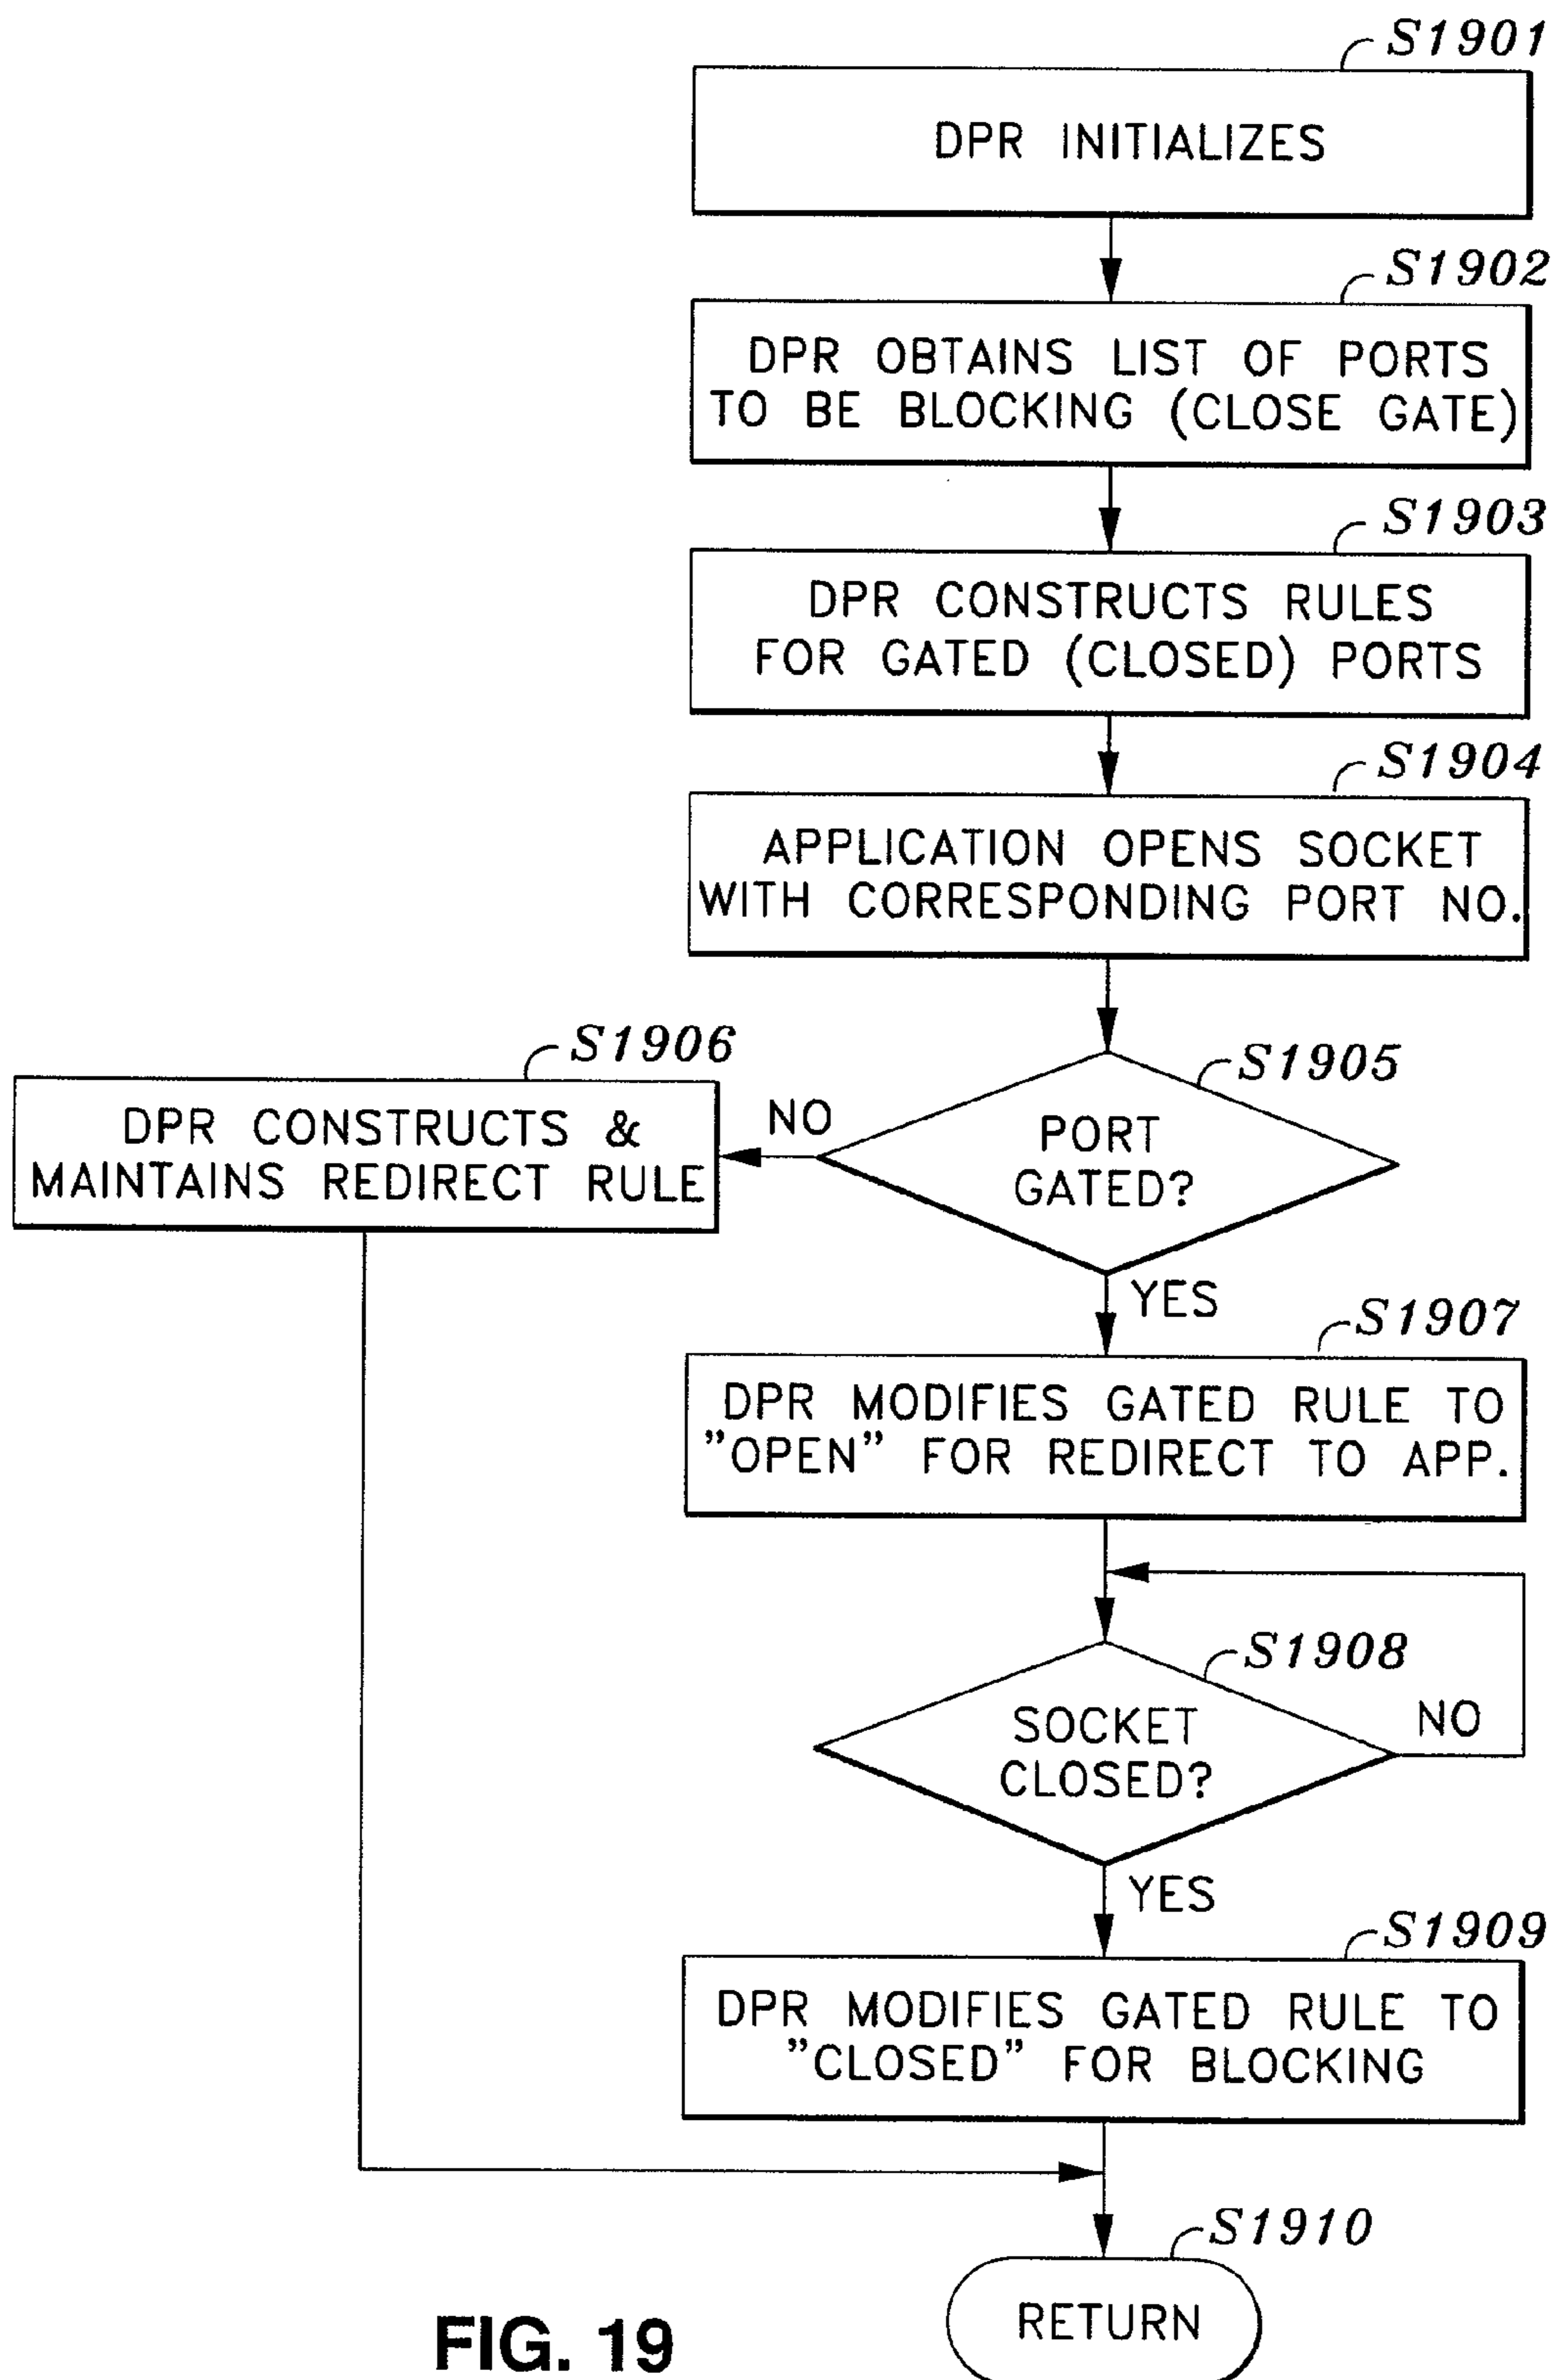 S1901
DPR INITIALIZES
S1902
DPR OBTAINS LIST OF PORTS
TO BE BLOCKING (CLOSE GATE)
S1903
DPR CONSTRUCTS RULES
FOR GATED (CLOSED) PORTS
S1904
APPLICATION OPENS SOCKET
WITH CORRESPONDING PORT NO.
S1905
PORT
GATED?
NO
S1906
DPR CONSTRUCTS &
MAINTAINS REDIRECT RULE
YES
S1907
DPR MODIFIES GATED RULE TO
”OPEN” FOR REDIRECT TO APP.
S1908
SOCKET
CLOSED?
NO
YES
S1909
DPR MODIFIES GATED RULE TO
”CLOSED” FOR BLOCKING
S1910
RETURN
FIG. 19